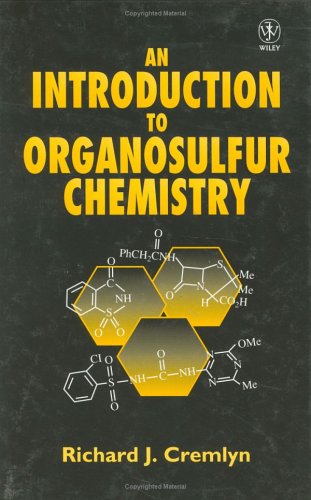 WILEY
AN
INTRODUCTION
TO
ORGANOSULFUR
CHEMISTRY
O
PhCH₂CNH
S
Me
Me
N
O
CO₂H
O
NH
S
O O
Cl
O O
S
NH
O
C
NH
N
N
N
OMe
Me
Richard J. Cremlyn